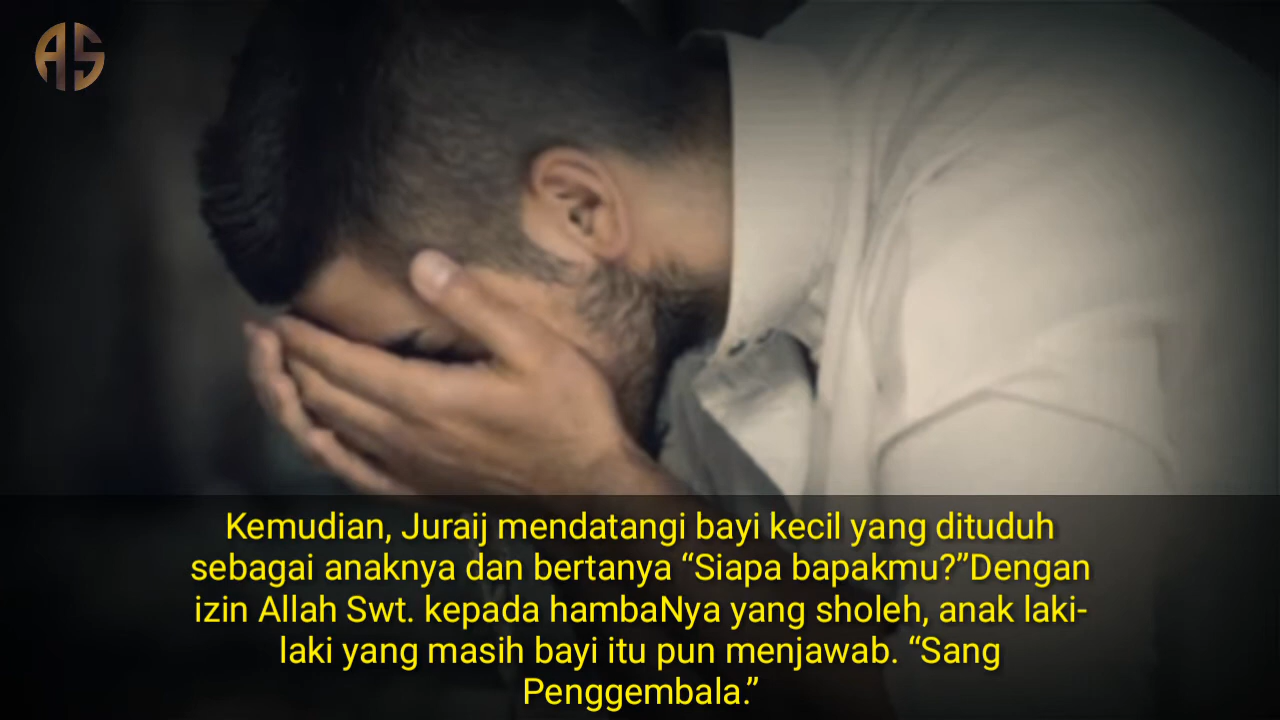 AS
Kemudian, Juraij mendatangi bayi kecil yang dituduh
sebagai anaknya dan bertanya “Siapa bapakmu?”Dengan
izin Allah Swt. kepada hambaNya yang sholeh, anak laki-
laki yang masih bayi itu pun menjawab. “Sang
Penggembala.”